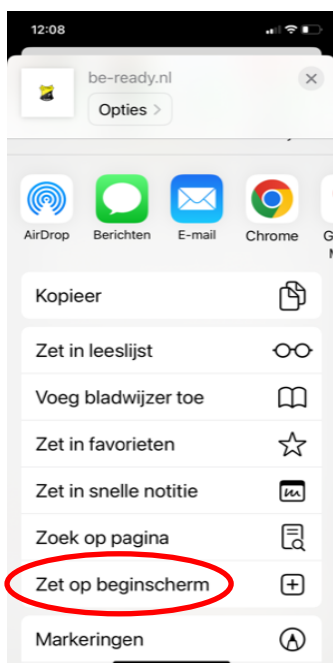 12:08
be-ready.nl
Opties >
AirDrop
Berichten
E-mail
Chrome
Kopieer
Zet in leeslijst
Voeg bladwijzer toe
Zet in favorieten
Zet in snelle notitie
Zoek op pagina
Zet op beginscherm
Markeringen